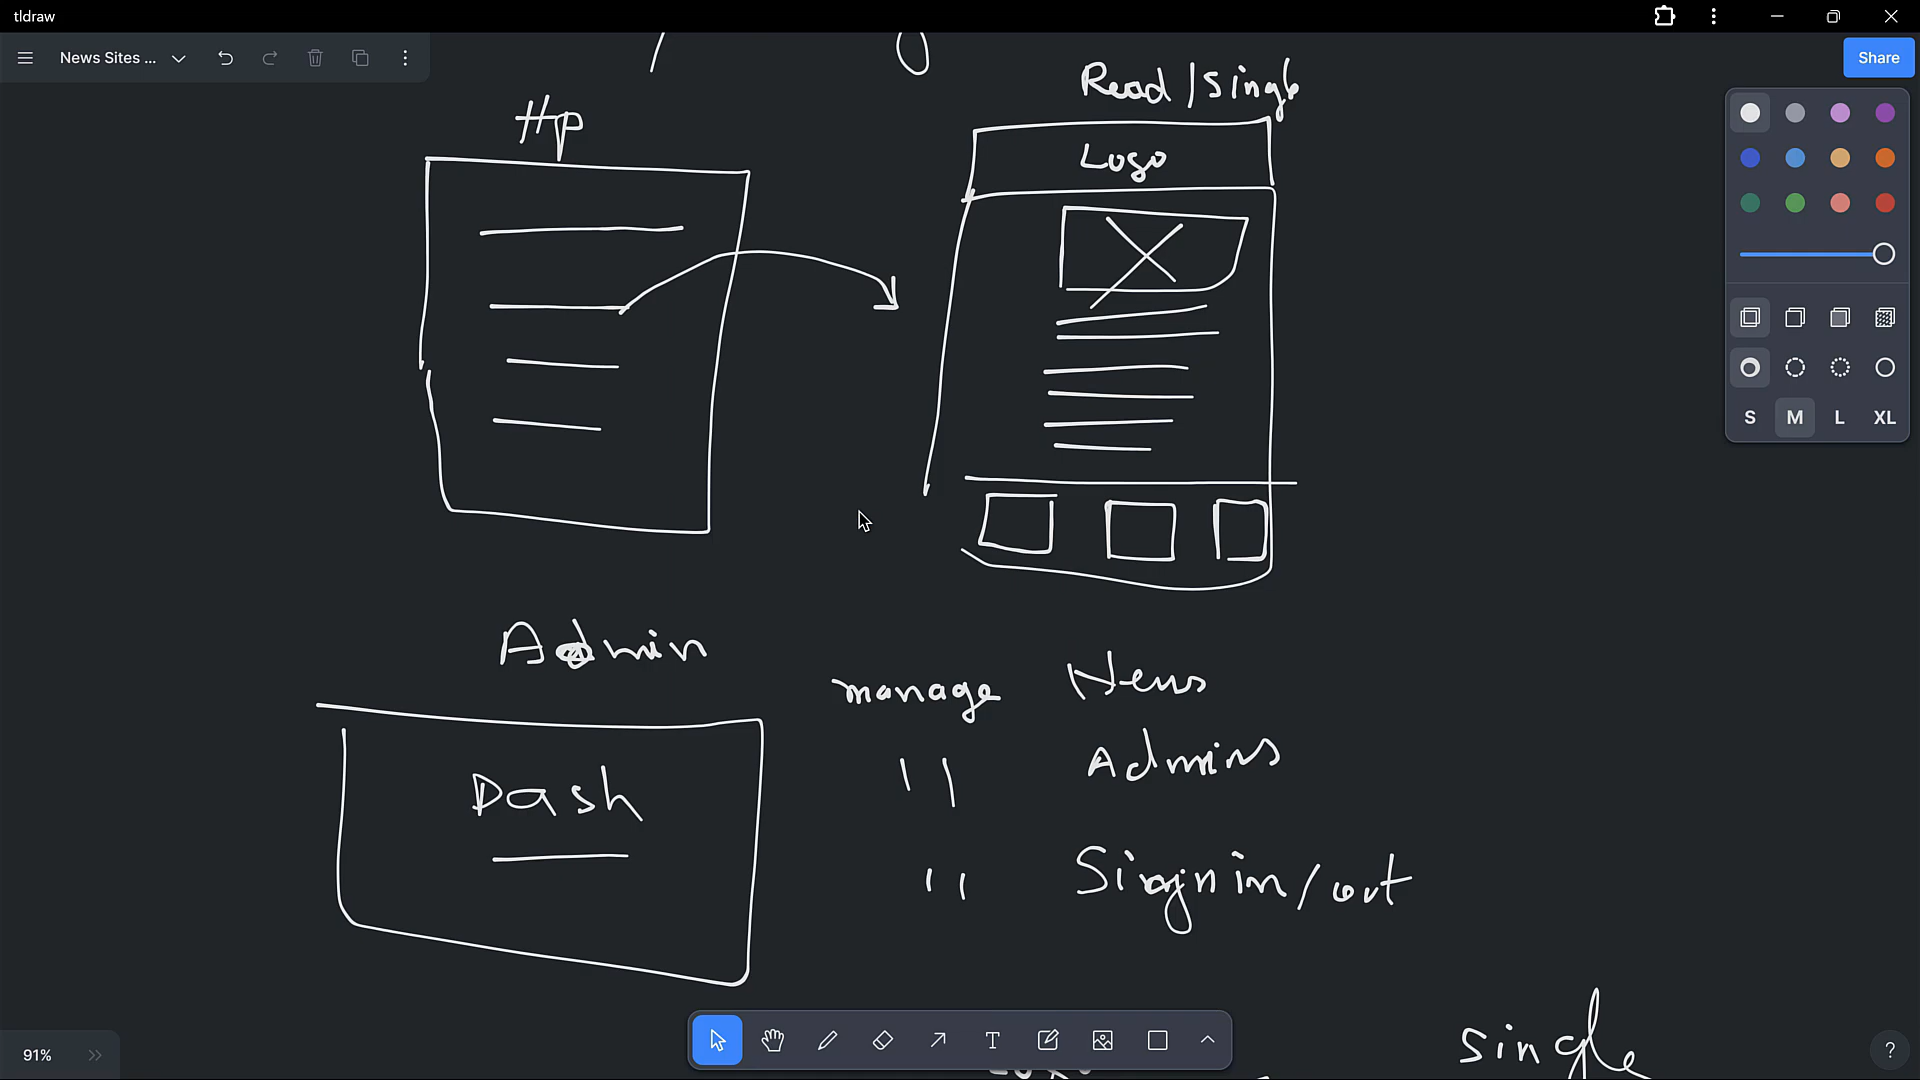 tldraw
News Sites ...
Share
Hp
Read/Single
Logo
S M L XL
Admin
manage News
" Admins
" Signin/out
Dash
single
91%
?